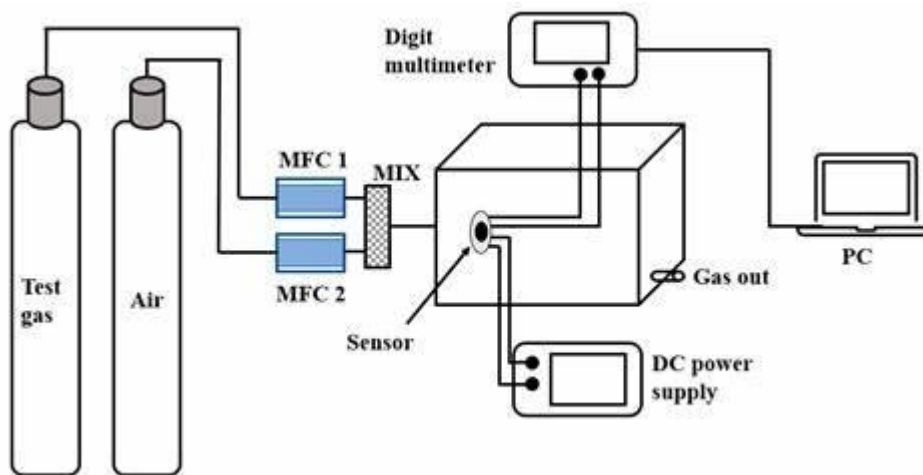 Digit
multimeter
MFC 1
MIX
MFC 2
Test
gas
Air
Sensor
Gas out
PC
DC power
supply